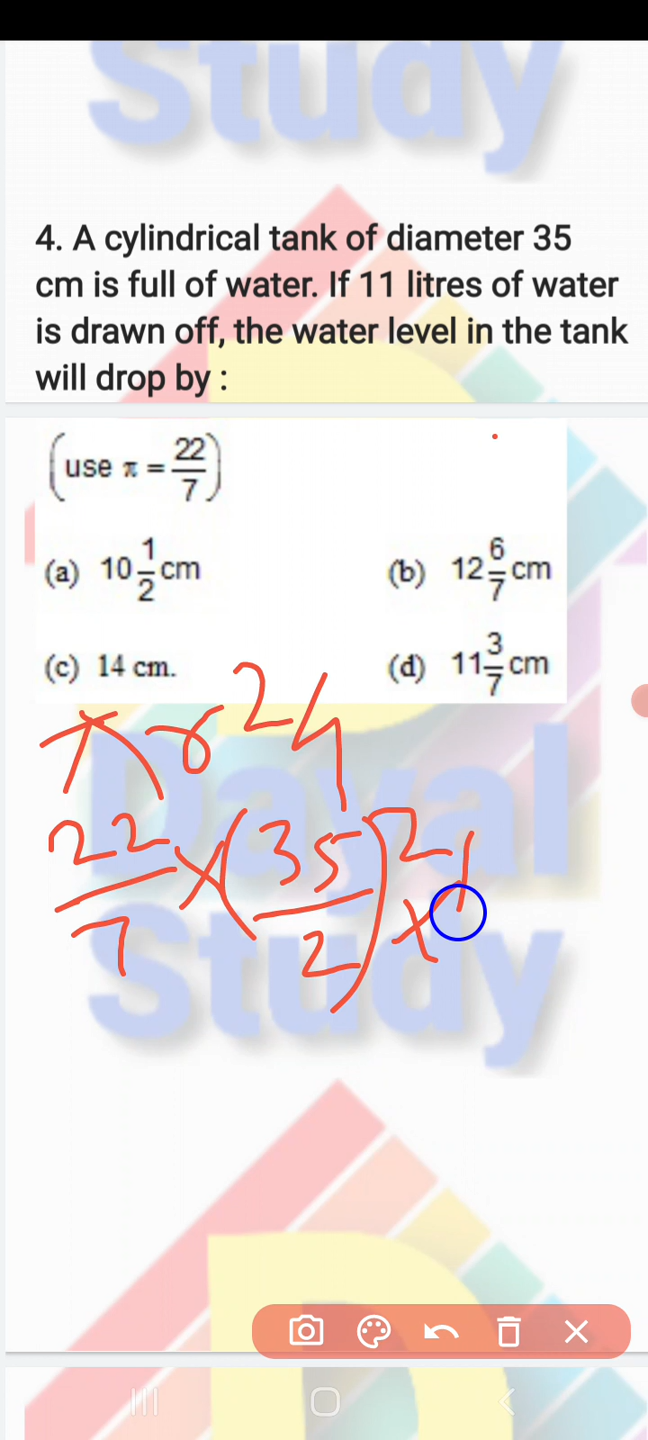 Study
4. A cylindrical tank of diameter 35
cm is full of water. If 11 litres of water
is drawn off, the water level in the tank
will drop by :
(use π = 22/7)
(a) 10 1/2 cm
(b) 12 6/7 cm
(c) 14 cm.
(d) 11 3/7 cm
πr²h
22/7 × (35/2)² ×
Dayal
Study